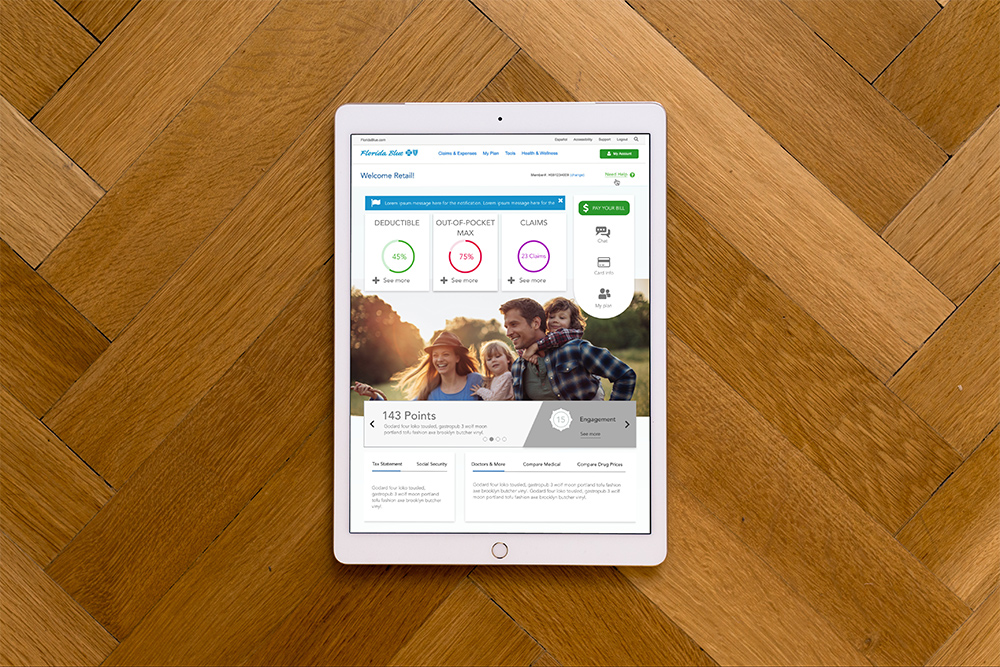 FloridaBlue.com
Español Accessibility Support Logout
Florida Blue
Claims & Expenses My Plan Tools Health & Wellness
My Account
Welcome Retail!
(change)
Need Help
Lorem ipsum message here for the notification. Lorem ipsum message for the
$ PAY YOUR BILL
DEDUCTIBLE
OUT-OF-POCKET
MAX
CLAIMS
45%
75%
23 Claims
See more
See more
See more
Chat
Card Info
My plan
143 Points
Godard four loko tousled, gastropub 3 wolf moon
portland tofu fashion axe brooklyn butcher vinyl.
15
Engagement
See more
Tax Statement Social Security
Godard four loko tousled,
gastropub 3 wolf moon portland
tofu fashion axe brooklyn butcher
vinyl.
Doctors & More Compare Medical Compare Drug Prices
Godard four loko tousled, gastropub 3 wolf moon portland tofu fashion
axe brooklyn butcher vinyl. Godard four loko tousled, gastropub 3 wolf
moon portland tofu fashion axe brooklyn butcher vinyl.